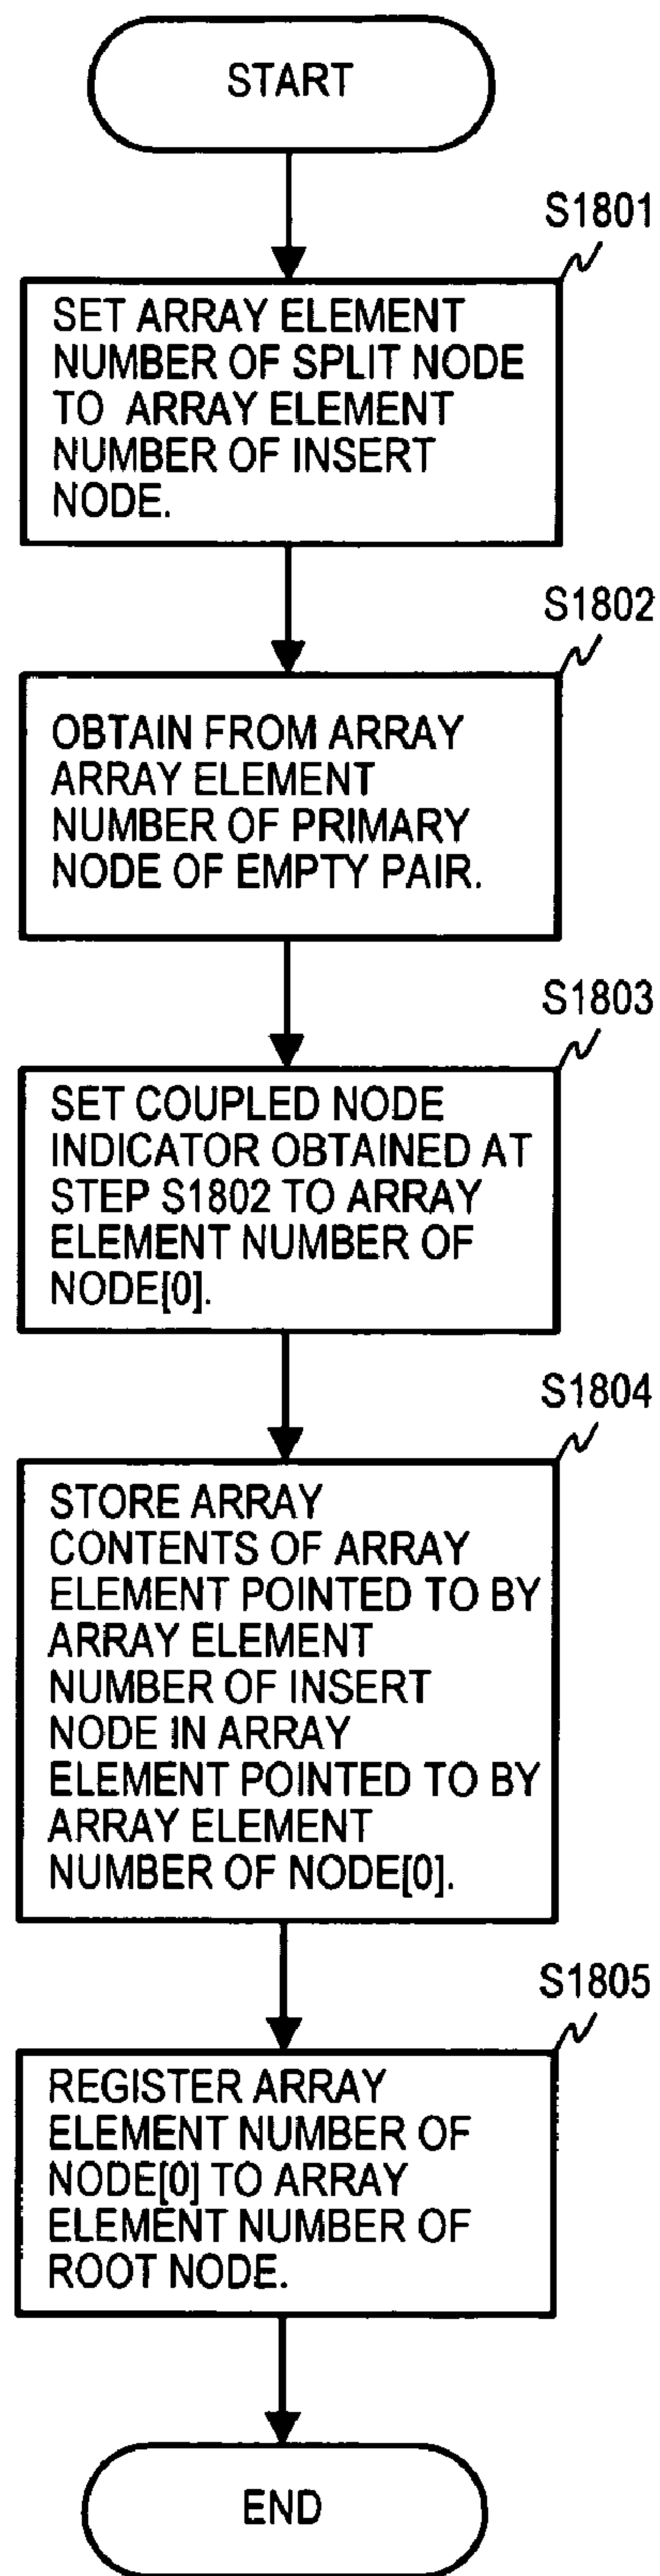 START
S1801
SET ARRAY ELEMENT
NUMBER OF SPLIT NODE
TO ARRAY ELEMENT
NUMBER OF INSERT
NODE.
S1802
OBTAIN FROM ARRAY
ARRAY ELEMENT
NUMBER OF PRIMARY
NODE OF EMPTY PAIR.
S1803
SET COUPLED NODE
INDICATOR OBTAINED AT
STEP S1802 TO ARRAY
ELEMENT NUMBER OF
NODE[0].
S1804
STORE ARRAY
CONTENTS OF ARRAY
ELEMENT POINTED TO BY
ARRAY ELEMENT
NUMBER OF INSERT
NODE IN ARRAY
ELEMENT POINTED TO BY
ARRAY ELEMENT
NUMBER OF NODE[0].
S1805
REGISTER ARRAY
ELEMENT NUMBER OF
NODE[0] TO ARRAY
ELEMENT NUMBER OF
ROOT NODE.
END